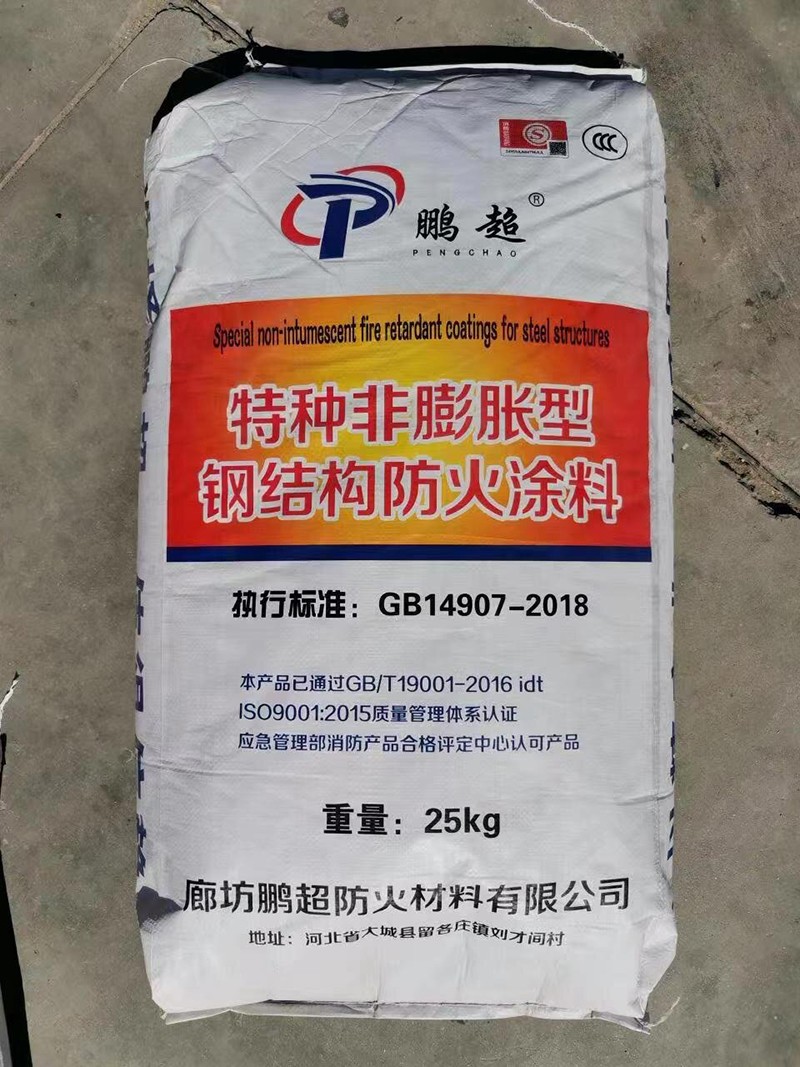 S
CCC
鹏超®
PENGCHAO
Special non-intumescent fire retardant coatings for steel structures
特种非膨胀型
钢结构防火涂料
执行标准：GB14907-2018
本产品已通过GB/T19001-2016 idt
ISO9001:2015质量管理体系认证
应急管理部消防产品合格评定中心认可产品
重量：25kg
廊坊鹏超防火材料有限公司
地址：河北省大城县留各庄镇刘才间村